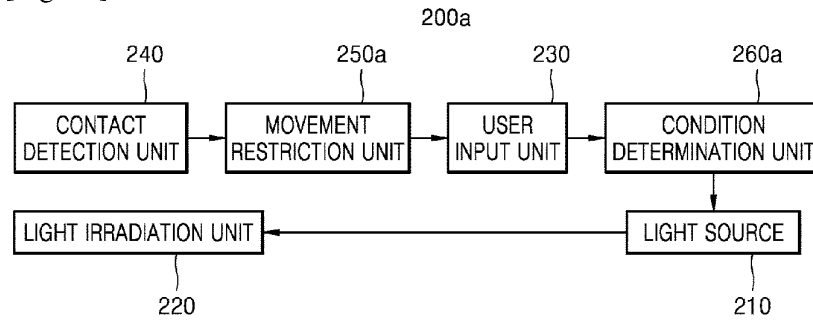 200a
240
250a
230
260a
CONTACT
DETECTION UNIT
MOVEMENT
RESTRICTION UNIT
USER
INPUT UNIT
CONDITION
DETERMINATION UNIT
LIGHT IRRADIATION UNIT
LIGHT SOURCE
220
210